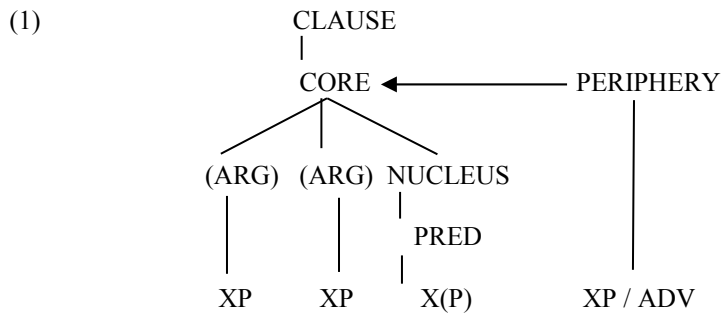 (1) CLAUSE
CORE PERIPHERY
(ARG) (ARG) NUCLEUS
PRED
XP XP X(P) XP / ADV